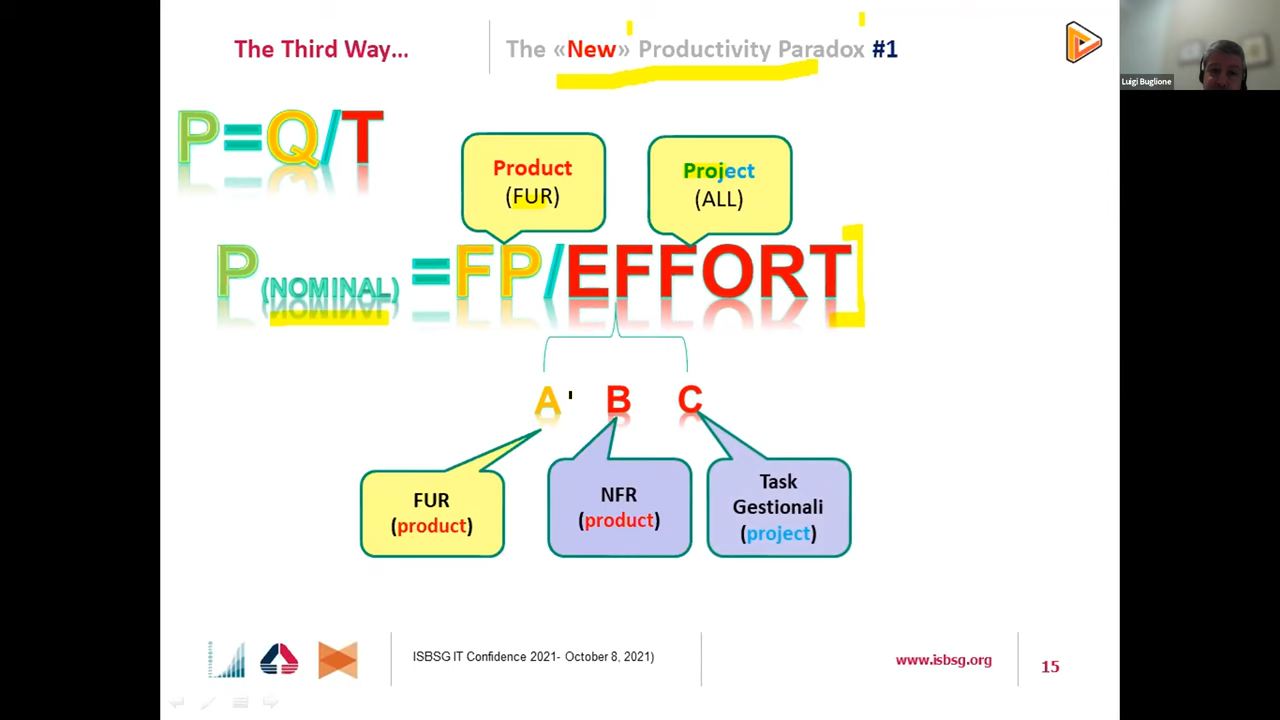 The Third Way...
The «New» Productivity Paradox #1
Luigi Buglione
P=Q/T
Product
(FUR)
Project
(ALL)
P(NOMINAL) =FP/EFFORT
A' B C
FUR
(product)
NFR
(product)
Task
Gestionali
(project)
ISBSG IT Confidence 2021- October 8, 2021)
www.isbsg.org
15